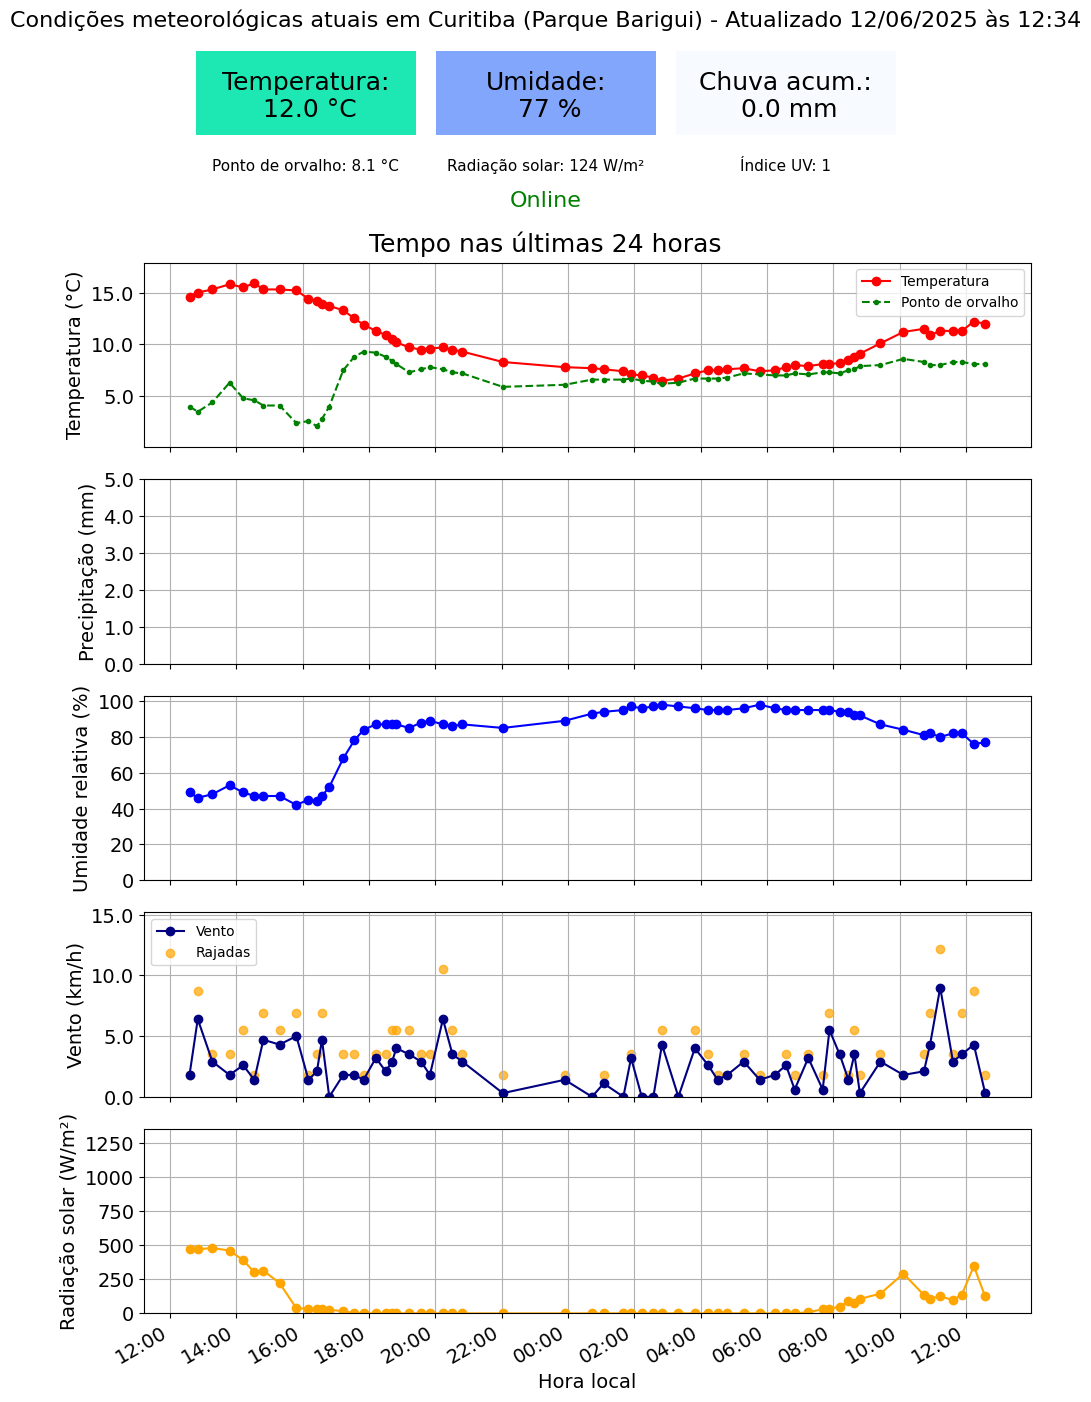 Condições meteorológicas atuais em Curitiba (Parque Barigui) - Atualizado 12/06/2025 às 12:34
Temperatura:
12.0 °C
Umidade:
77 %
Chuva acum.:
0.0 mm
Ponto de orvalho: 8.1 °C
Radiação solar: 124 W/m²
Índice UV: 1
Online
Tempo nas últimas 24 horas
Temperatura (°C)
15.0
10.0
5.0
Temperatura
Ponto de orvalho
Precipitação (mm)
5.0
4.0
3.0
2.0
1.0
0.0
Umidade relativa (%)
100
80
60
40
20
0
Vento (km/h)
15.0
10.0
5.0
0.0
Vento
Rajadas
Radiação solar (W/m²)
1250
1000
750
500
250
0
12:00
14:00
16:00
18:00
20:00
22:00
00:00
02:00
04:00
06:00
08:00
10:00
12:00
Hora local